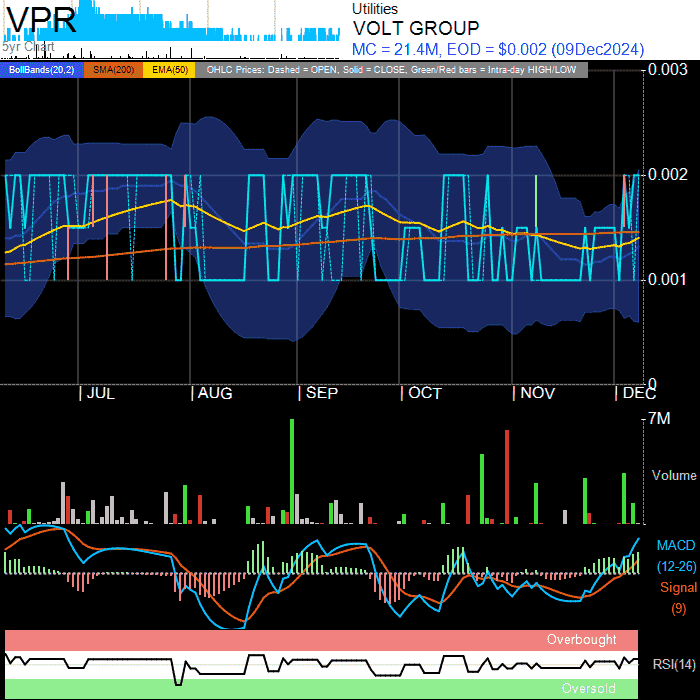 VPR
5yr Chart
Utilities
VOLT GROUP
MC = 21.4M, EOD = $0.002 (09Dec2024)
BollBands(20,2) SMA(200) EMA(50) OHLC Prices: Dashed = OPEN, Solid = CLOSE, Green/Red bars = Intra-day HIGH/LOW
0.003
0.002
0.001
0
| JUL | AUG | SEP | OCT | NOV | DEC
7M
Volume
MACD
(12-26)
Signal
(9)
Overbought
RSI(14)
Oversold